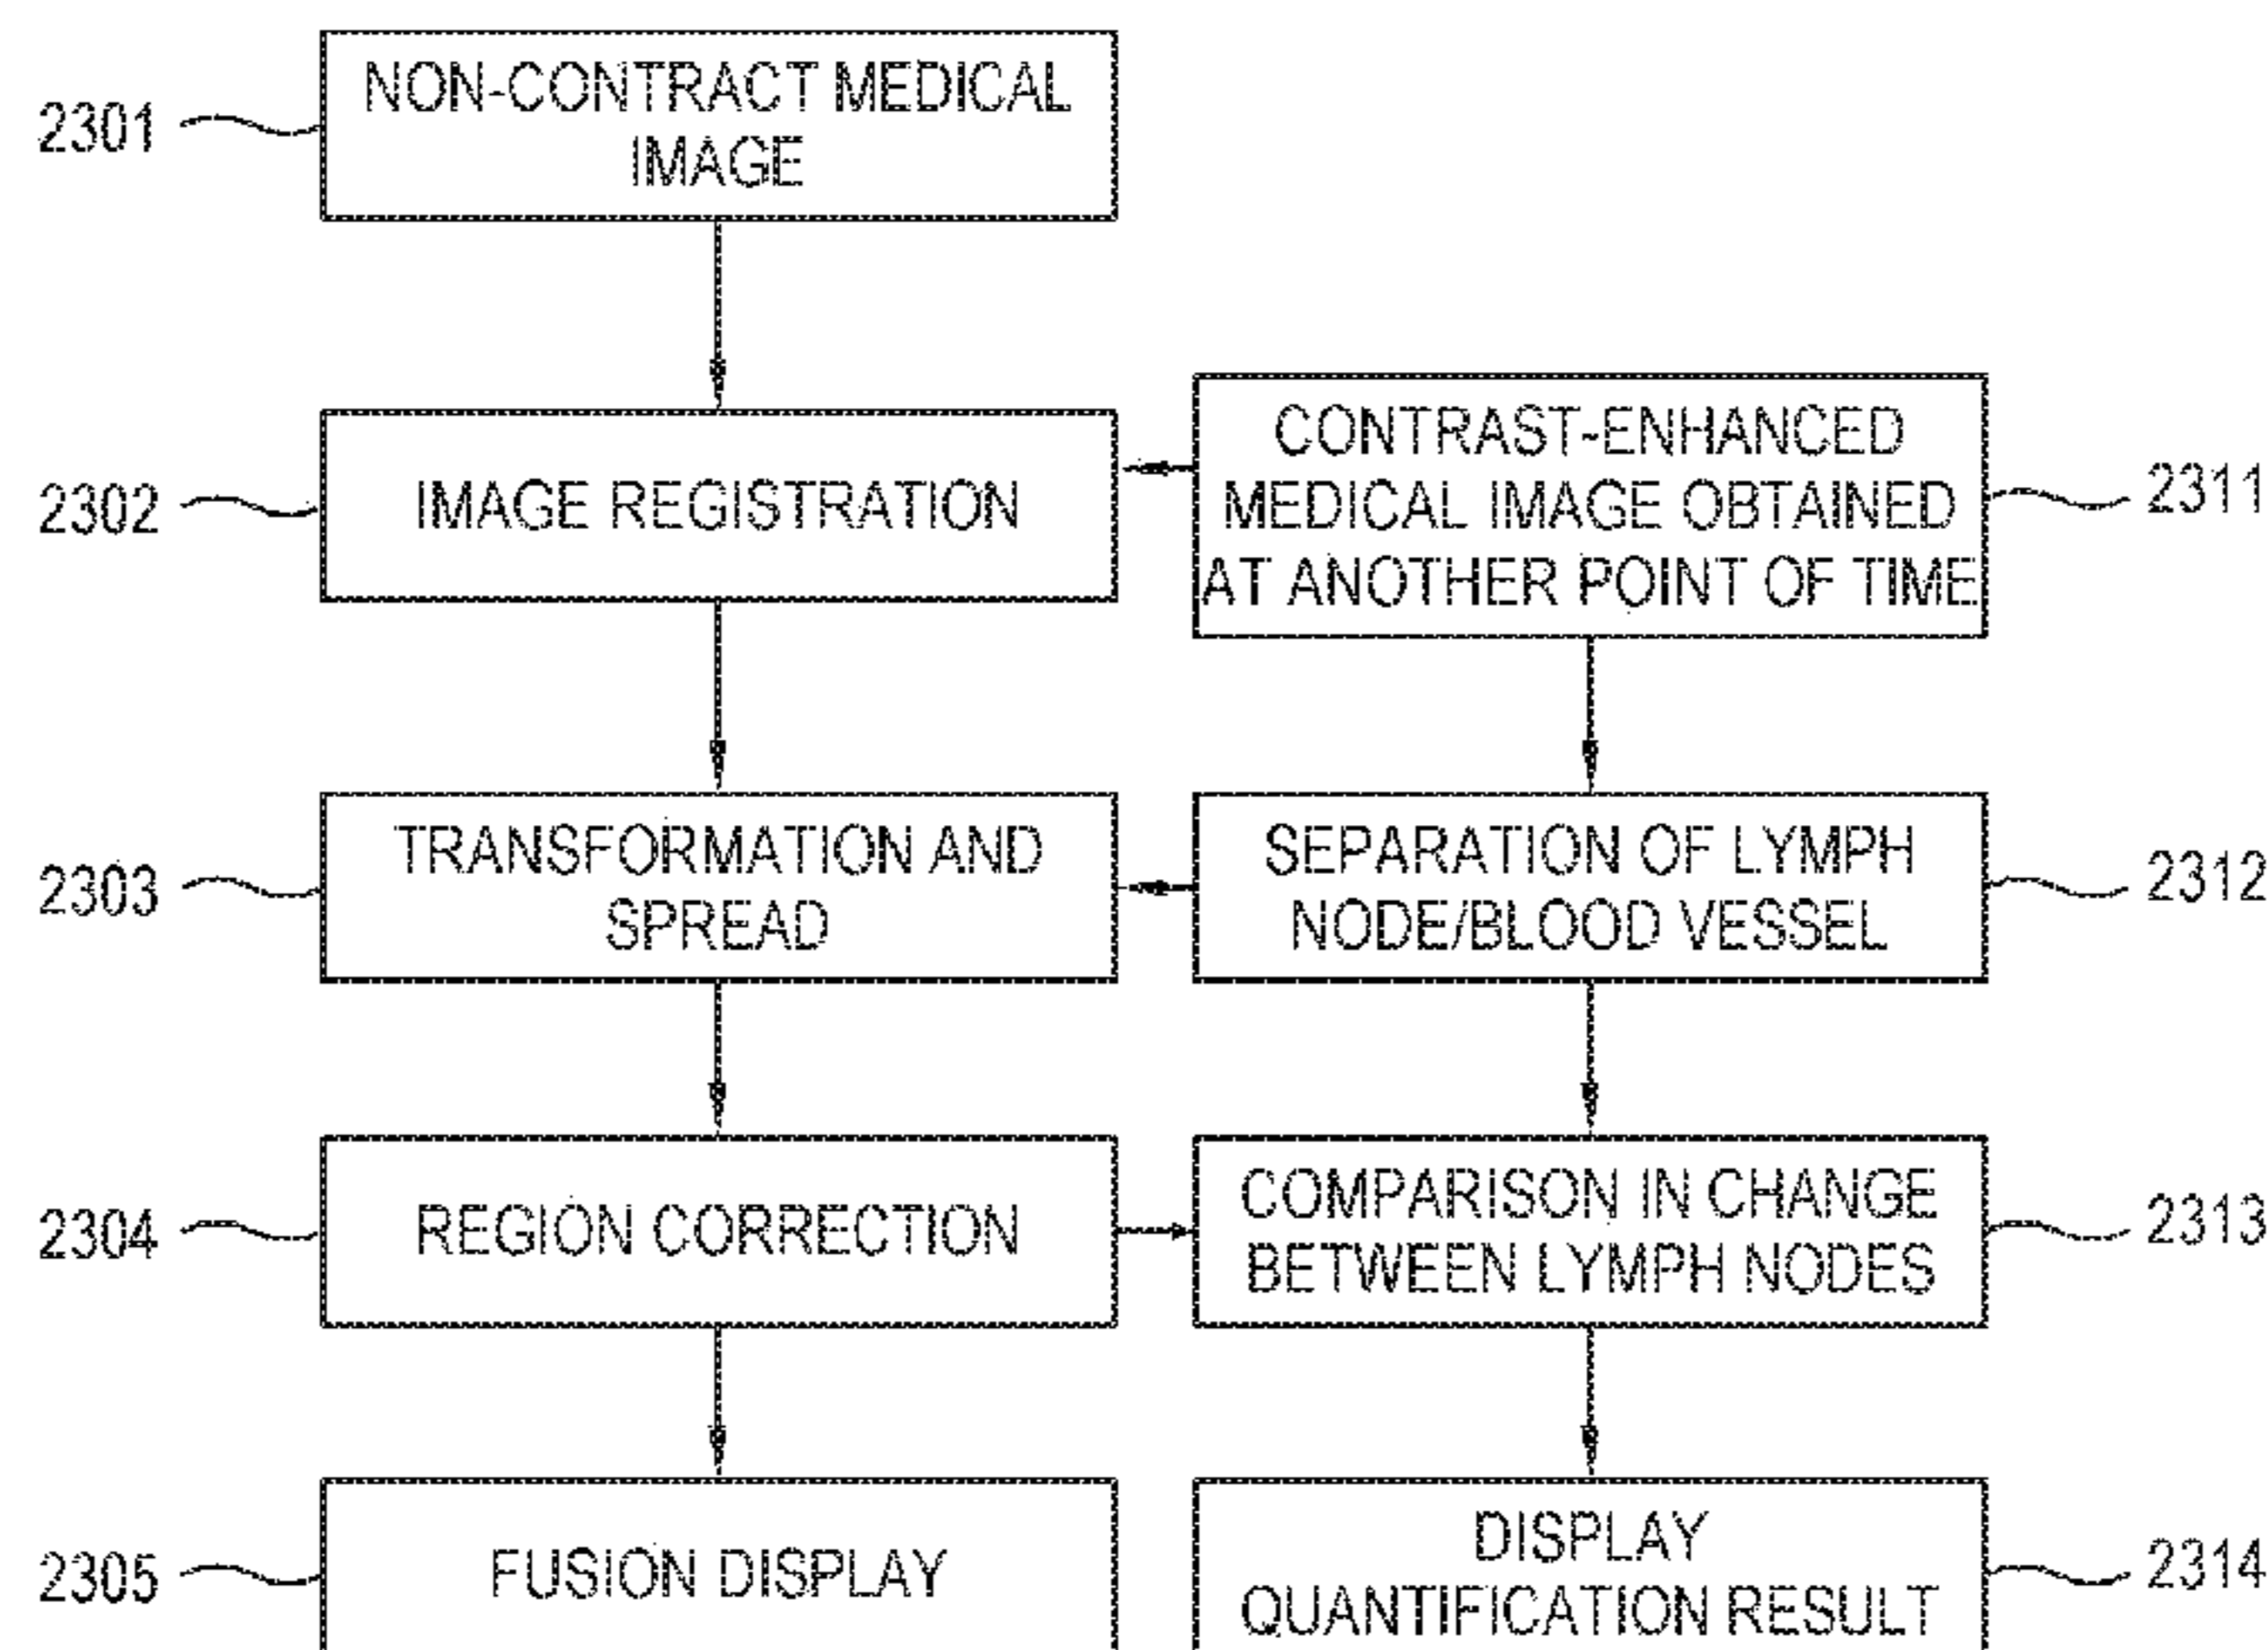 2301
NON-CONTRACT MEDICAL
IMAGE
2302
IMAGE REGISTRATION
CONTRAST-ENHANCED
MEDICAL IMAGE OBTAINED
AT ANOTHER POINT OF TIME
2311
2303
TRANSFORMATION AND
SPREAD
SEPARATION OF LYMPH
NODE/BLOOD VESSEL
2312
2304
REGION CORRECTION
COMPARISON IN CHANGE
BETWEEN LYMPH NODES
2313
2305
FUSION DISPLAY
DISPLAY
QUANTIFICATION RESULT
2314